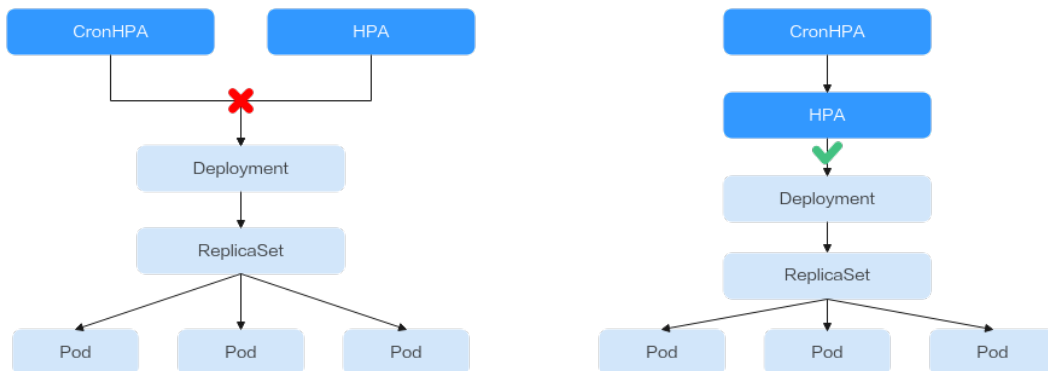 CronHPA
HPA
Deployment
ReplicaSet
Pod
Pod
Pod
CronHPA
HPA
Deployment
ReplicaSet
Pod
Pod
Pod